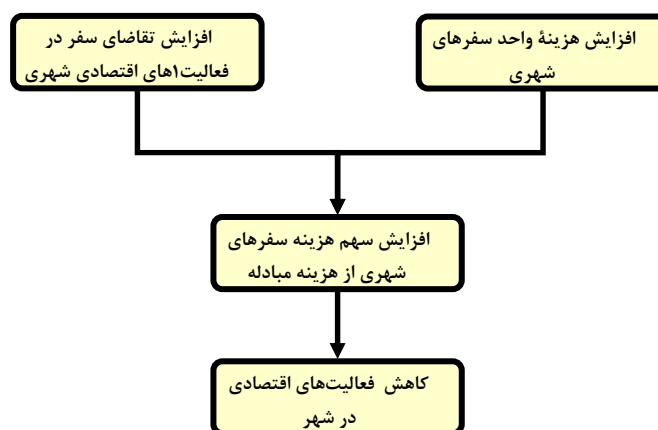 افزایش هزینهٔ واحد سفرهای
شهری
افزایش تقاضای سفر در
فعالیت۱های اقتصادی شهری
افزایش سهم هزینه سفرهای
شهری از هزینه مبادله
کاهش فعالیت‌های اقتصادی
در شهر